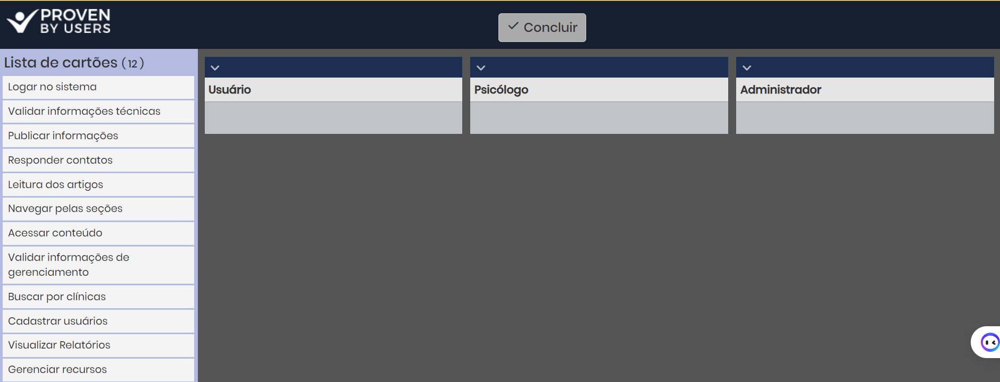 PROVEN
BY USERS
Concluir
Lista de cartões (12)
Logar no sistema
Validar informações técnicas
Publicar informações
Responder contatos
Leitura dos artigos
Navegar pelas seções
Acessar conteúdo
Validar informações de
gerenciamento
Buscar por clínicas
Cadastrar usuários
Visualizar Relatórios
Gerenciar recursos
Usuário
Psicólogo
Administrador